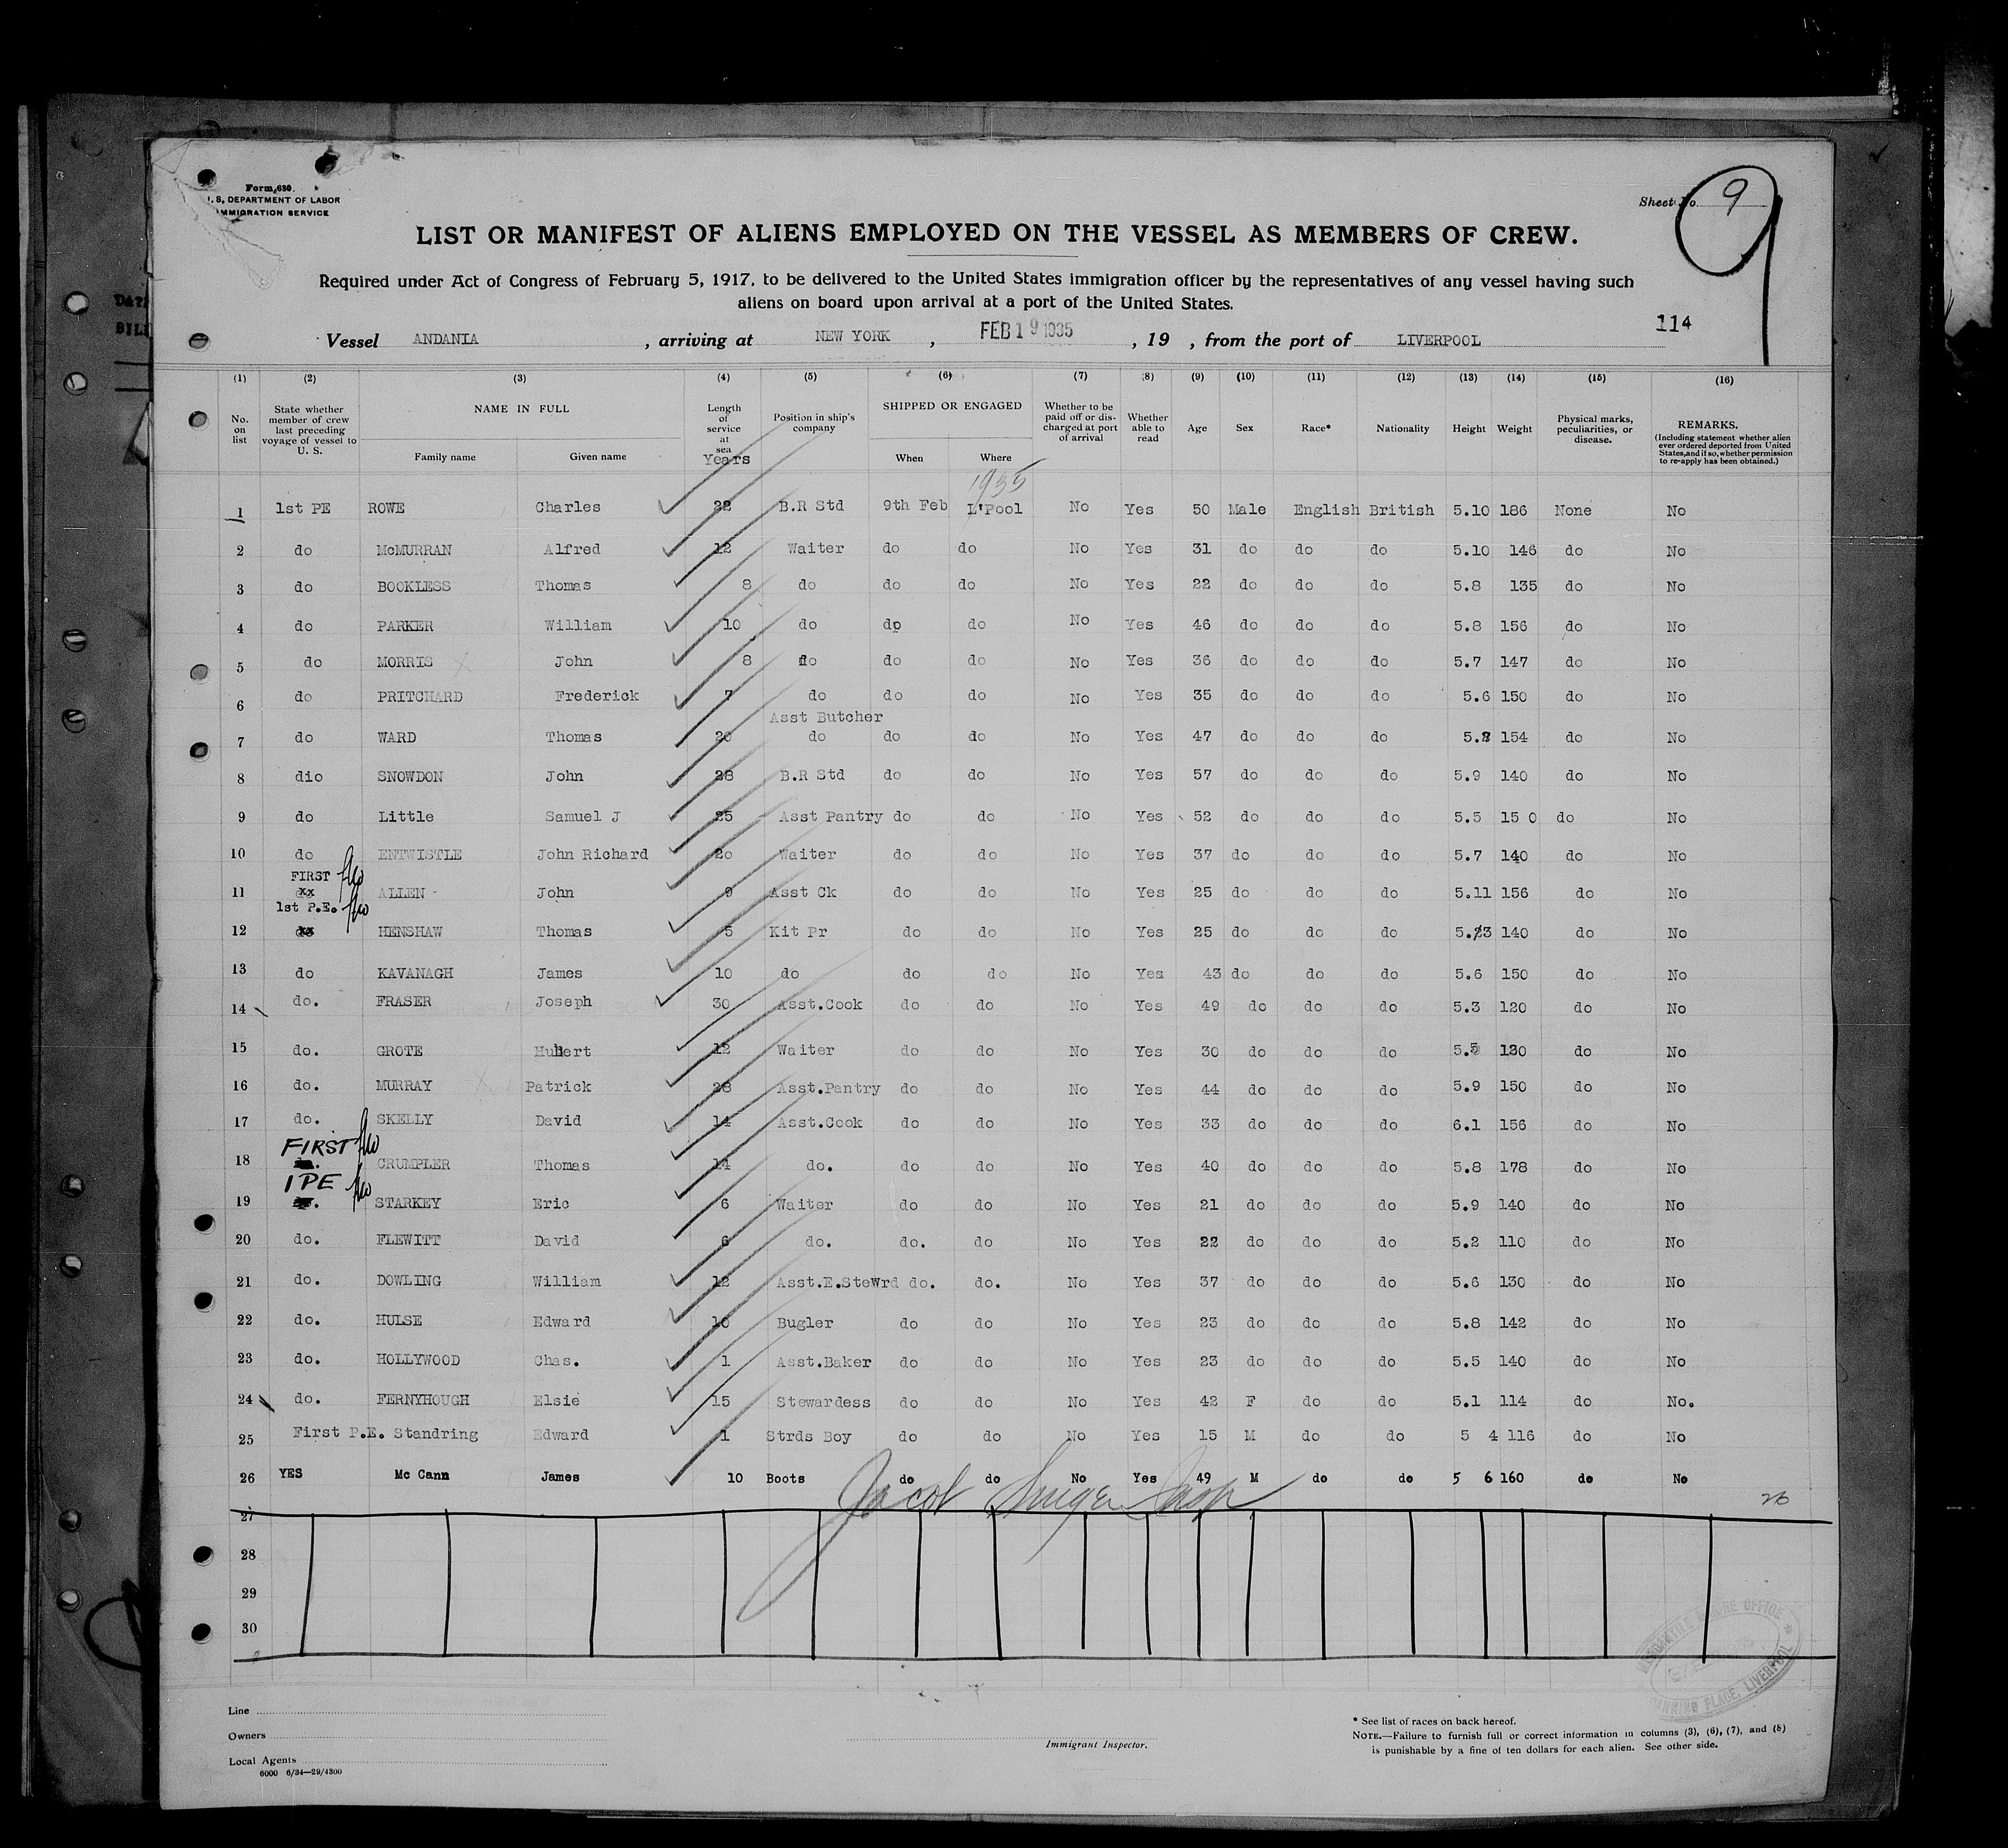 Form 680.
U.S. DEPARTMENT OF LABOR
IMMIGRATION SERVICE
Sheet No. 9
9
LIST OR MANIFEST OF ALIENS EMPLOYED ON THE VESSEL AS MEMBERS OF CREW.
Required under Act of Congress of February 5, 1917, to be delivered to the United States immigration officer by the representatives of any vessel having such
aliens on board upon arrival at a port of the United States.
114
Vessel ANDANIA, arriving at NEW YORK, FEB 19 1935, 19 , from the port of LIVERPOOL
(1) (2) (3) (4) (5) (6) (7) (8) (9) (10) (11) (12) (13) (14) (15) (16)
No. on list
State whether member of crew last preceding voyage of vessel to U. S.
NAME IN FULL
Family name
Given name
Length of service at sea
Years
Position in ship's company
SHIPPED OR ENGAGED
When
Where
Whether to be paid off or discharged at port of arrival
Whether able to read
Age
Sex
Race*
Nationality
Height
Weight
Physical marks, peculiarities, or disease.
REMARKS.
(Including statement whether alien ever ordered deported from United States, and if so, whether permission to re-apply has been obtained.)
1935
1 1st PE ROWE Charles B.R Std 9th Feb L'Pool No Yes 50 Male English British 5.10 186 None No
2 do McMURRAN Alfred 12 Waiter do do No Yes 31 do do do 5.10 146 do No
3 do BOOKLESS Thomas 8 do do do No Yes 22 do do do 5.8 135 do No
4 do PARKER William 10 do do do No Yes 46 do do do 5.8 156 do No
5 do MORRIS John 8 do do do No Yes 36 do do do 5.7 147 do No
6 do PRITCHARD Frederick 7 do do do No Yes 35 do do do 5.6 150 do No
Asst Butcher
7 do WARD Thomas 20 do do do No Yes 47 do do do 154 do No
8 dio SNOWDON John 28 B.R Std do do No Yes 57 do do do 5.9 140 do No
9 do Little Samuel J 25 Asst Pantry do do No Yes 52 do do do 5.5 15 0 do No
10 do ENTWISTLE John Richard 20 Waiter do do No Yes 37 do do do 5.7 140 do No
FIRST
11 xx ALLEN John 9 Asst Ck do do No Yes 25 do do do 5.11 156 do No
1st P.E.
12 xx HENSHAW Thomas 5 Kit Pr do do No Yes 25 do do do 140 do No
13 do KAVANAGH James 10 do do do No Yes 43 do do do 5.6 150 do No
14 do. FRASER Joseph 30 Asst.Cook do do No Yes 49 do do do 5.3 120 do No
15 do. GROTE Hubert 12 Waiter do do No Yes 30 do do do 5.5 130 do No
16 do. MURRAY Patrick 28 Asst.Pantry do do No Yes 44 do do do 5.9 150 do No
17 do. SKELLY David 14 Asst.Cook do do No Yes 33 do do do 6.1 156 do No
FIRST
18 CRUMPLER Thomas 14 do. do do No Yes 40 do do do 5.8 178 do No
1 PE
19 STARKEY Eric 6 Waiter do do No Yes 21 do do do 5.9 140 do No
20 do. FLEWITT David 6 do. do. do No Yes 22 do do do 5.2 110 do No
21 do. DOWLING William 12 Asst.E.Stewrd do. do. No Yes 37 do do do 5.6 130 do No
22 do. HULSE Edward 10 Bugler do do No Yes 23 do do do 5.8 142 do No
23 do. HOLLYWOOD Chas. 1 Asst.Baker do do No Yes 23 do do do 5.5 140 do No
24 do. FERNYHOUGH Elsie 15 Stewardess do do No Yes 42 F do do 5.1 114 do No.
25 First P.E. Standring Edward 1 Strds Boy do do No Yes 15 M do do 5 4 116 do No
26 YES Mc Cann James 10 Boots do do No Yes 49 M do do 5 6 160 do No
Jacob
26
27
28
29
30
MERCANTILE MARINE OFFICE
CANNING PLACE, LIVERPOOL
Line
Owners
Local Agents
6000 6/34—29/4300
Immigrant Inspector.
* See list of races on back hereof.
NOTE.—Failure to furnish full or correct information in columns (3), (6), (7), and (8)
is punishable by a fine of ten dollars for each alien. See other side.